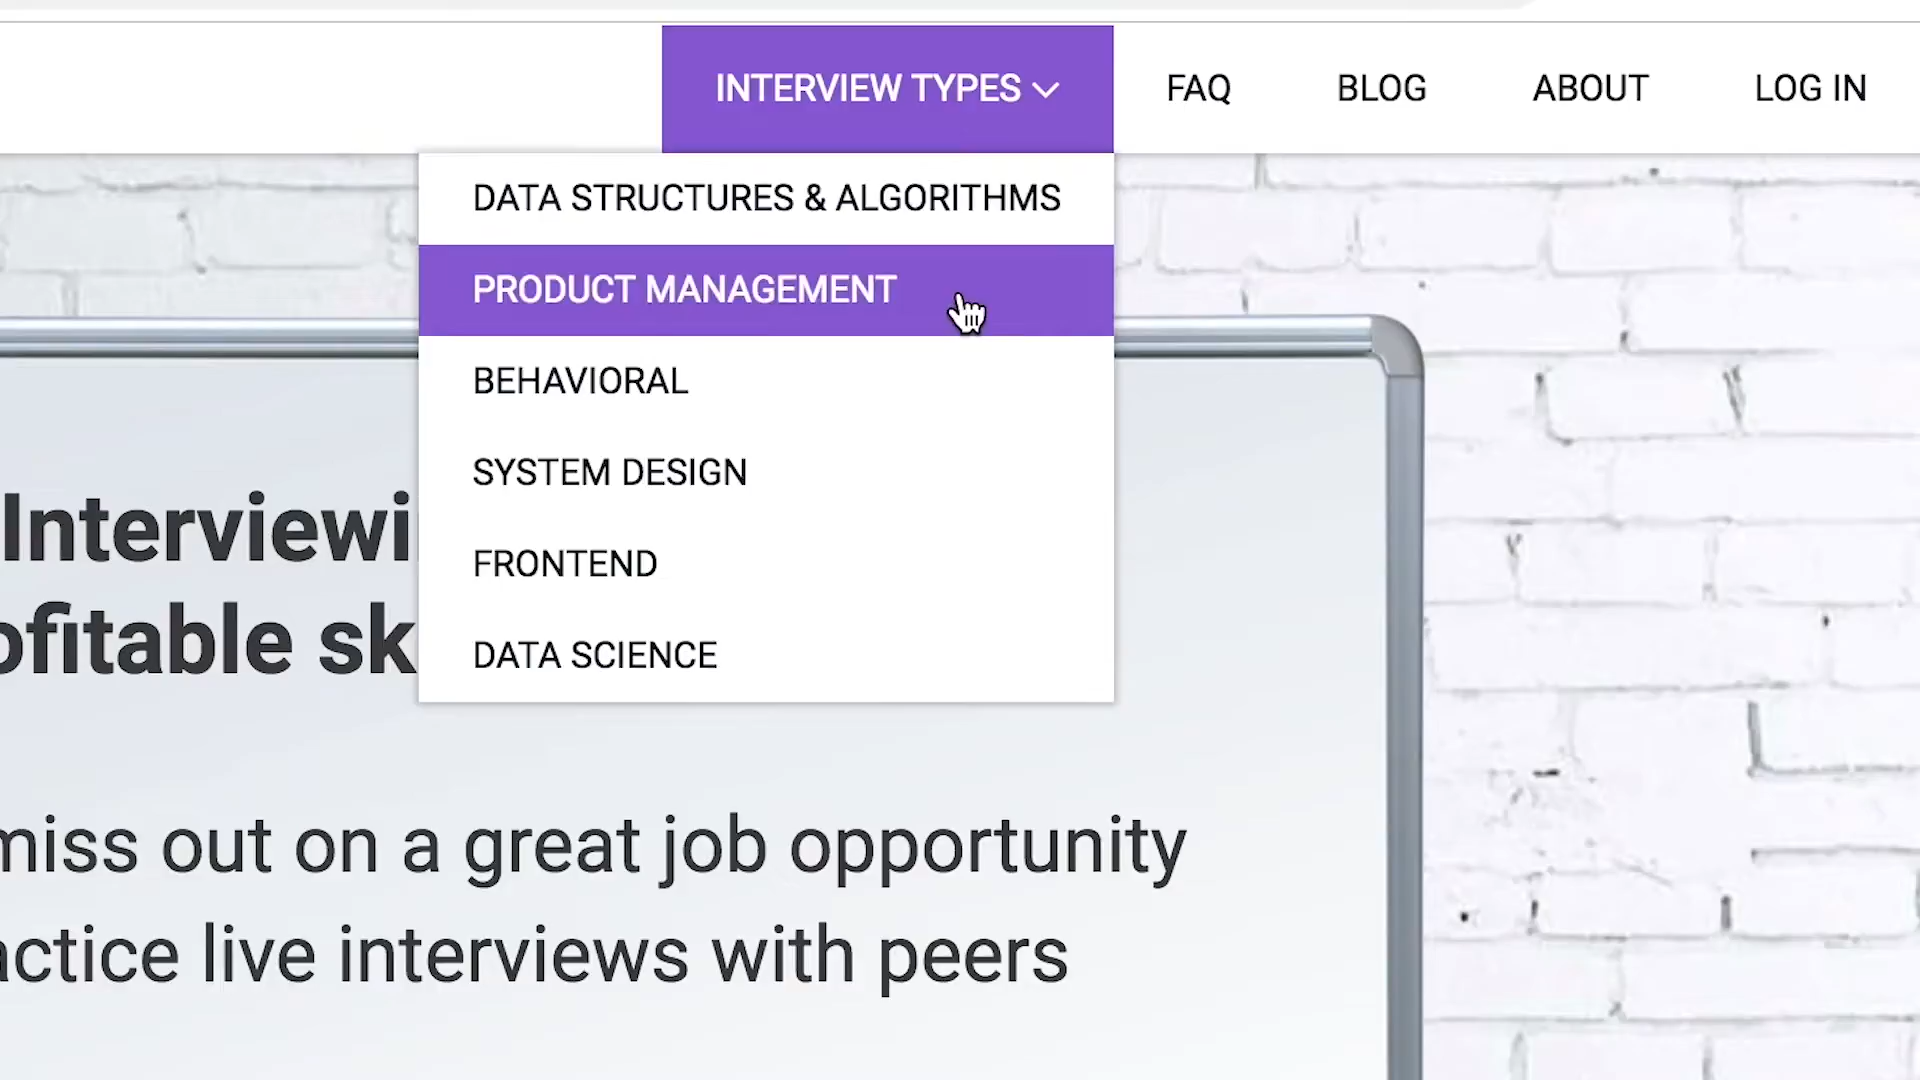 INTERVIEW TYPES FAQ BLOG ABOUT LOG IN
DATA STRUCTURES & ALGORITHMS
PRODUCT MANAGEMENT
BEHAVIORAL
SYSTEM DESIGN
FRONTEND
DATA SCIENCE
Interviewi
ofitable sk
miss out on a great job opportunity
actice live interviews with peers